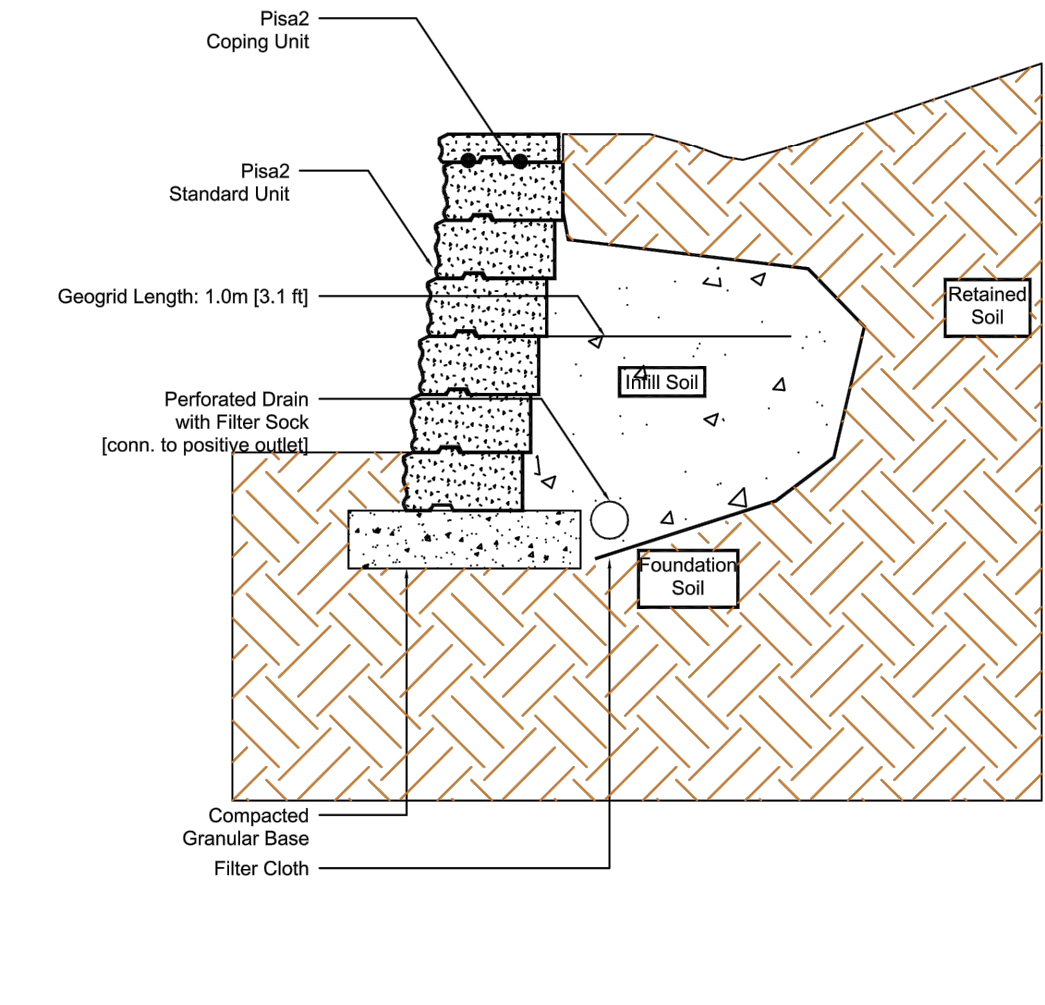 Pisa2
Coping Unit
Pisa2
Standard Unit
Geogrid Length: 1.0m [3.1 ft]
Retained
Soil
Infill Soil
Perforated Drain
with Filter Sock
[conn. to positive outlet]
Foundation
Soil
Compacted
Granular Base
Filter Cloth